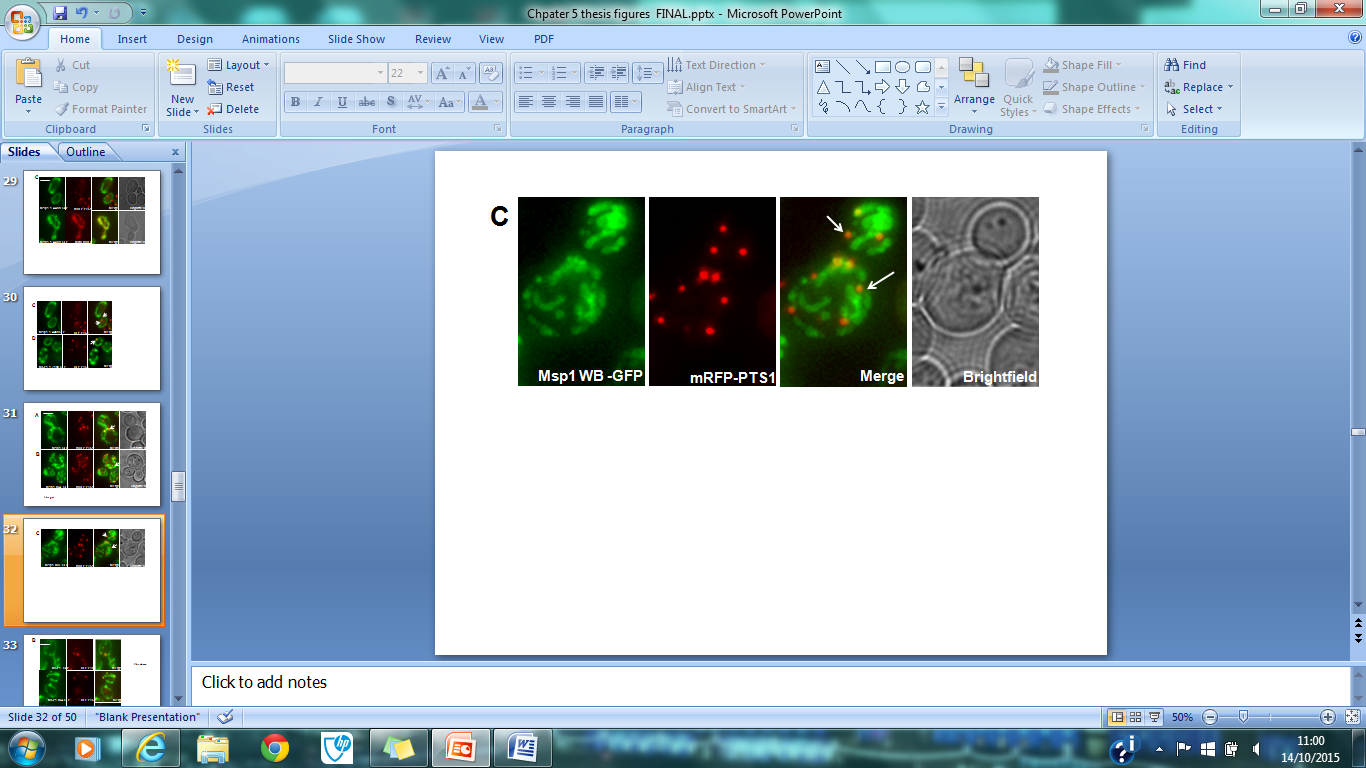 Chpater 5 thesis figures  FINAL.pptx - Microsoft PowerPoint
Home Insert Design Animations Slide Show Review View PDF
Paste
Cut
Copy
Format Painter
Clipboard
New Slide
Layout
Reset
Delete
Slides
22
B I U abc S AV Aa A
Font
Text Direction
Align Text
Convert to SmartArt
Paragraph
Arrange
Quick Styles
Shape Fill
Shape Outline
Shape Effects
Drawing
Find
Replace
Select
Editing
Slides Outline x
29
30
31
32
33
C
Msp1 WB -GFP
mRFP-PTS1
Merge
Brightfield
Click to add notes
Slide 32 of 50 "Blank Presentation" 50%
11:00
14/10/2015